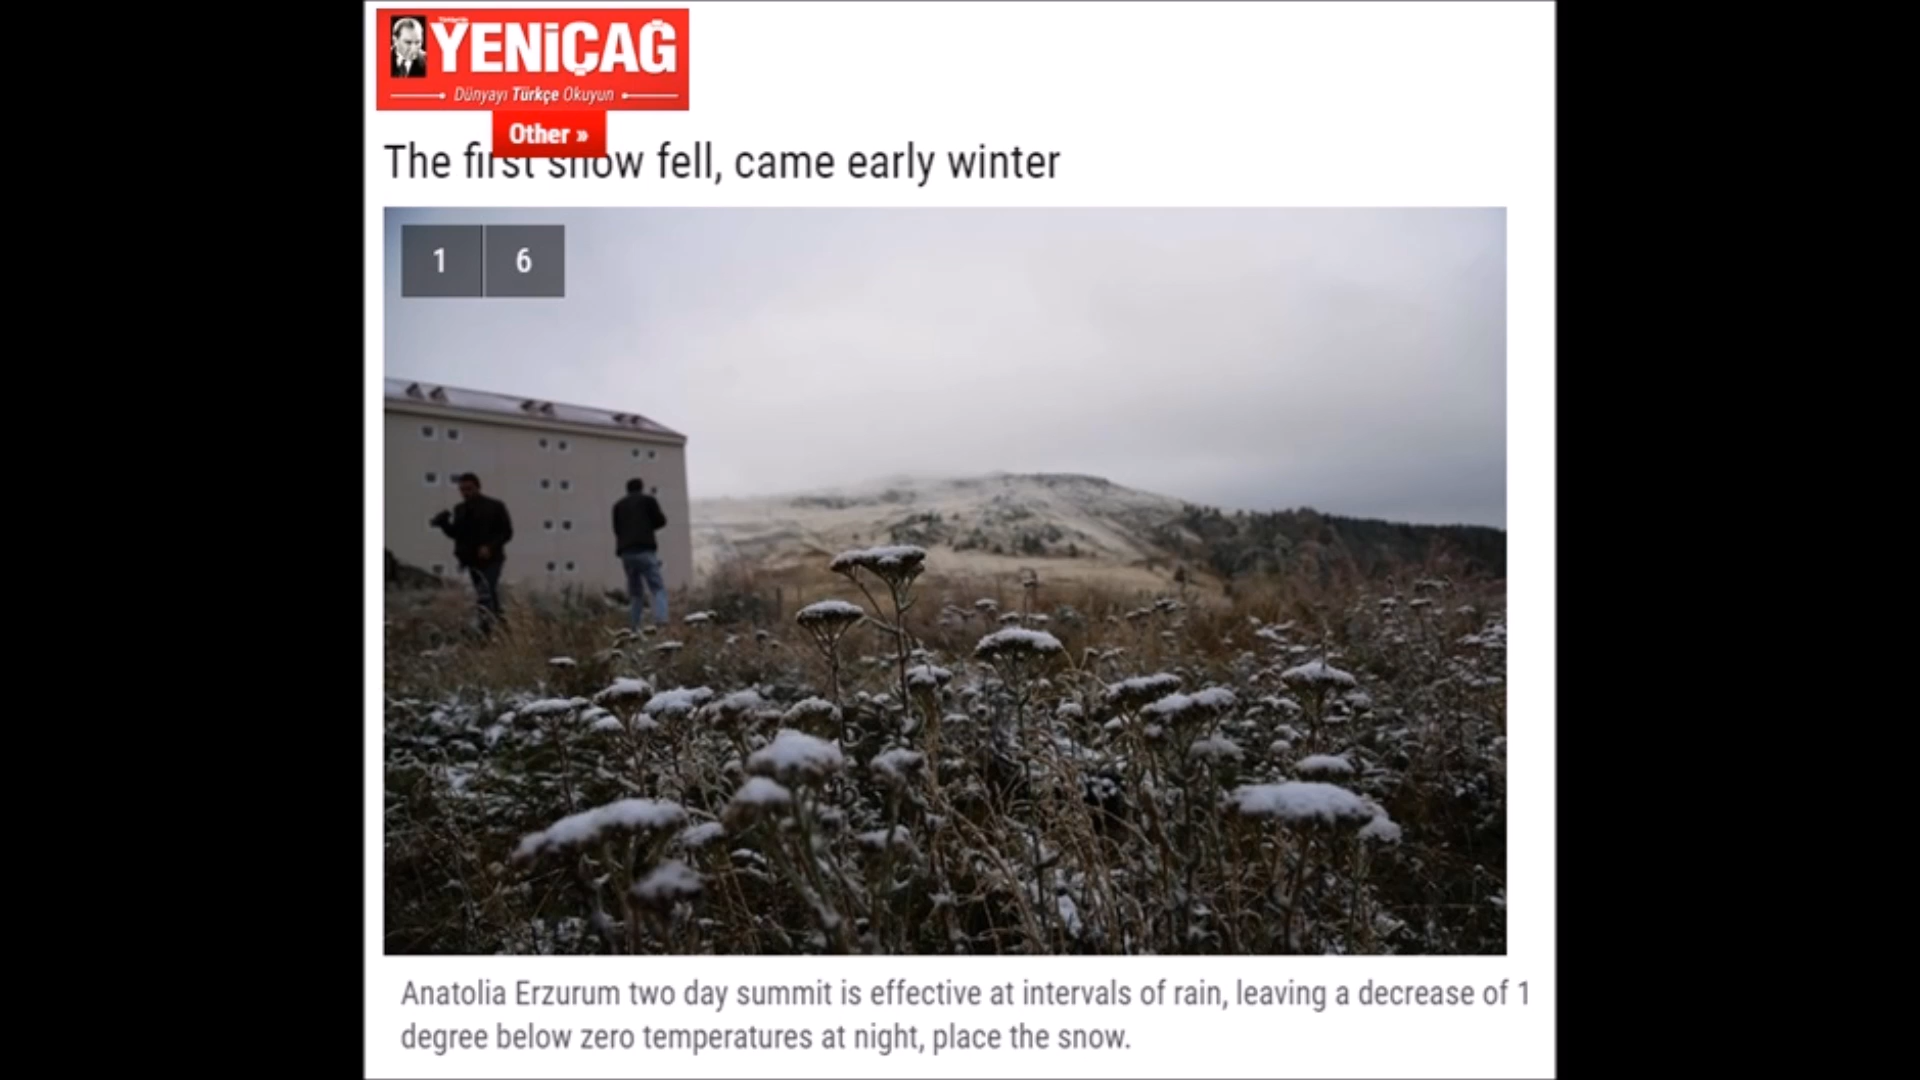 YENİÇAĞ
Dünyayı Türkçe Okuyun
Other »
The first snow fell, came early winter
1 6
Anatolia Erzurum two day summit is effective at intervals of rain, leaving a decrease of 1
degree below zero temperatures at night, place the snow.